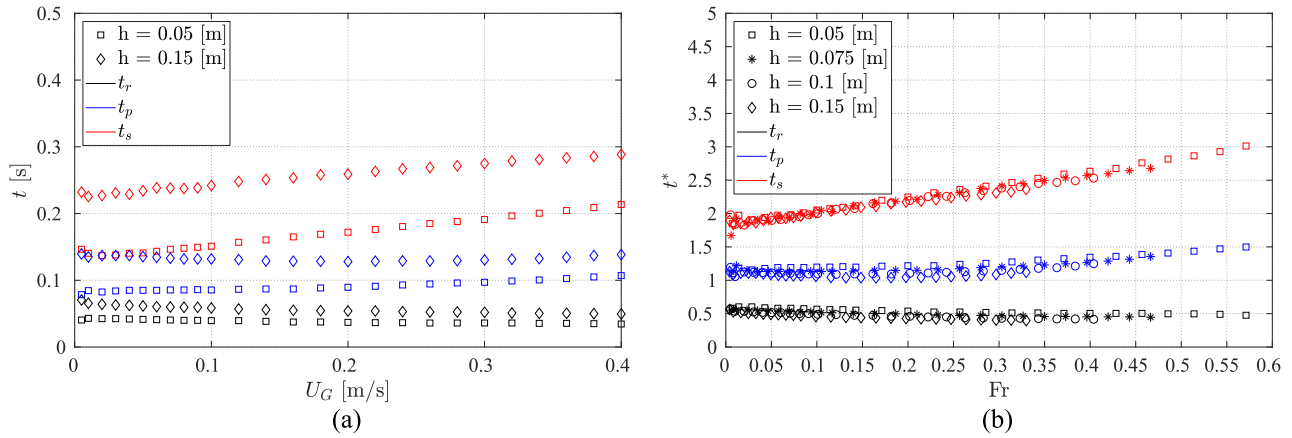 0.5
0.4
0.3
0.2
0.1
0
t [s]
h = 0.05 [m]
h = 0.15 [m]
t_r
t_p
t_s
0 0.1 0.2 0.3 0.4
U_G [m/s]
(a)
5
4.5
4
3.5
3
2.5
2
1.5
1
0.5
0
t*
h = 0.05 [m]
h = 0.075 [m]
h = 0.1 [m]
h = 0.15 [m]
t_r
t_p
t_s
0 0.05 0.1 0.15 0.2 0.25 0.3 0.35 0.4 0.45 0.5 0.55 0.6
Fr
(b)